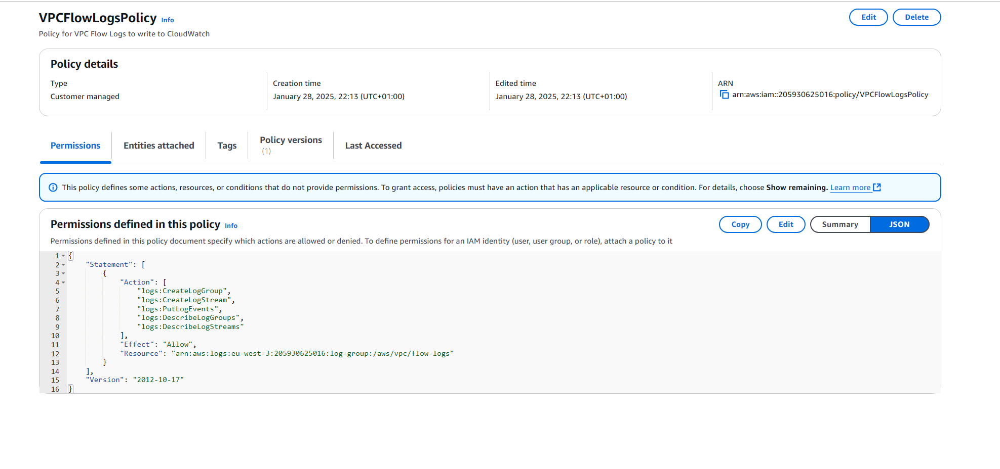 VPCFlowLogsPolicy Info
Edit
Delete
Policy for VPC Flow Logs to write to CloudWatch
Policy details
Type
Customer managed
Creation time
January 28, 2025, 22:13 (UTC+01:00)
Edited time
January 28, 2025, 22:13 (UTC+01:00)
ARN
arn:aws:iam::205930625016:policy/VPCFlowLogsPolicy
Permissions
Entities attached
Tags
Policy versions
(1)
Last Accessed
This policy defines some actions, resources, or conditions that do not provide permissions. To grant access, policies must have an action that has an applicable resource or condition. For details, choose Show remaining. Learn more
Permissions defined in this policy Info
Copy
Edit
Summary
JSON
Permissions defined in this policy document specify which actions are allowed or denied. To define permissions for an IAM identity (user, user group, or role), attach a policy to it
1 {
2 "Statement": [
3 {
4 "Action": [
5 "logs:CreateLogGroup",
6 "logs:CreateLogStream",
7 "logs:PutLogEvents",
8 "logs:DescribeLogGroups",
9 "logs:DescribeLogStreams"
10 ],
11 "Effect": "Allow",
12 "Resource": "arn:aws:logs:eu-west-3:205930625016:log-group:/aws/vpc/flow-logs"
13 }
14 ],
15 "Version": "2012-10-17"
16 }